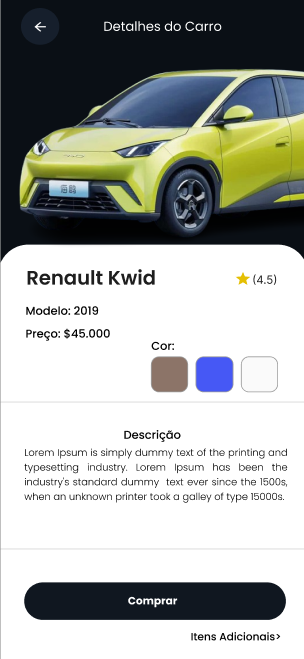 Detalhes do Carro
海鸥
Renault Kwid
(4.5)
Modelo: 2019
Preço: $45.000
Cor:
Descrição
Lorem Ipsum is simply dummy text of the printing and
typesetting industry. Lorem Ipsum has been the
industry's standard dummy text ever since the 1500s,
when an unknown printer took a galley of type 15000s.
Comprar
Itens Adicionais>